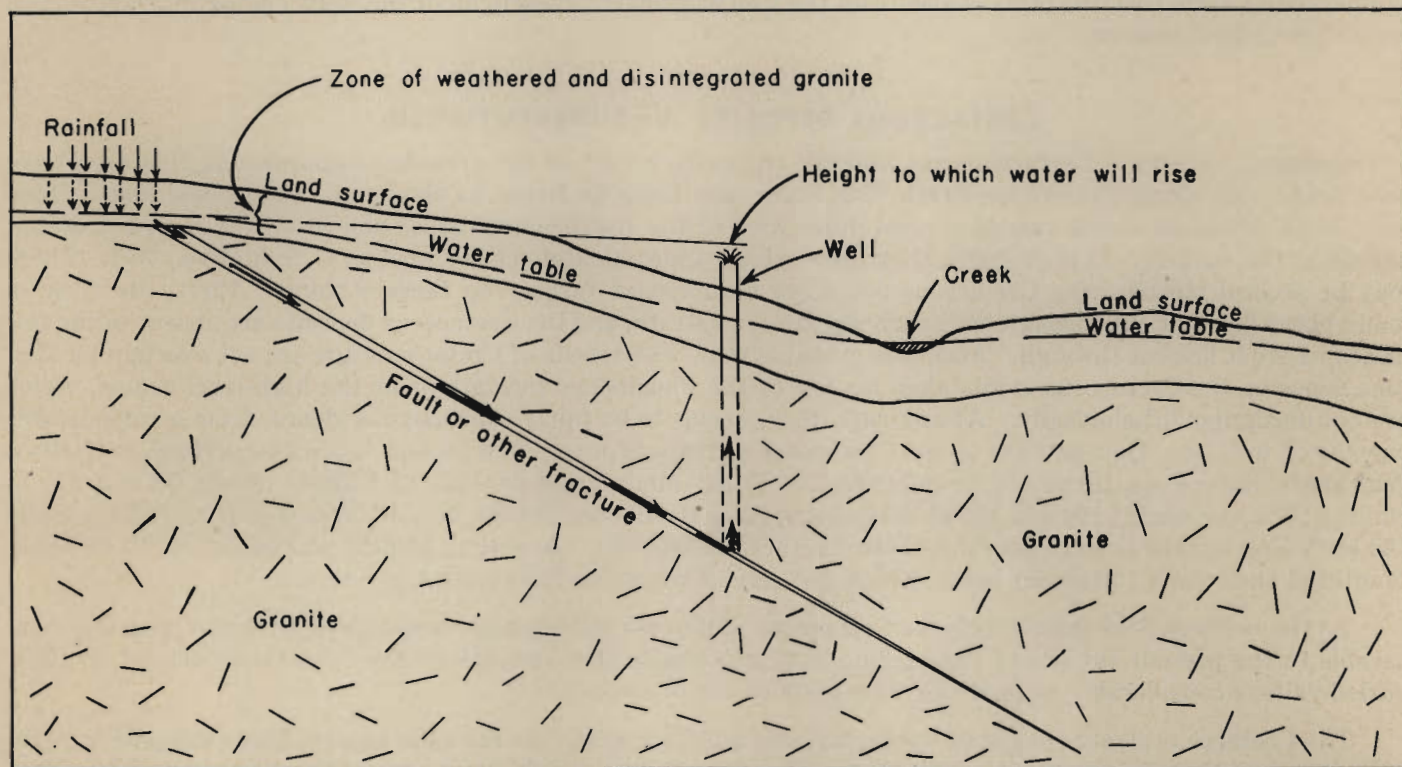 Zone of weathered and disintegrated granite
Rainfall
Land surface
Height to which water will rise
Water table
Well
Creek
Land surface
Water table
Fault or other fracture
Granite
Granite